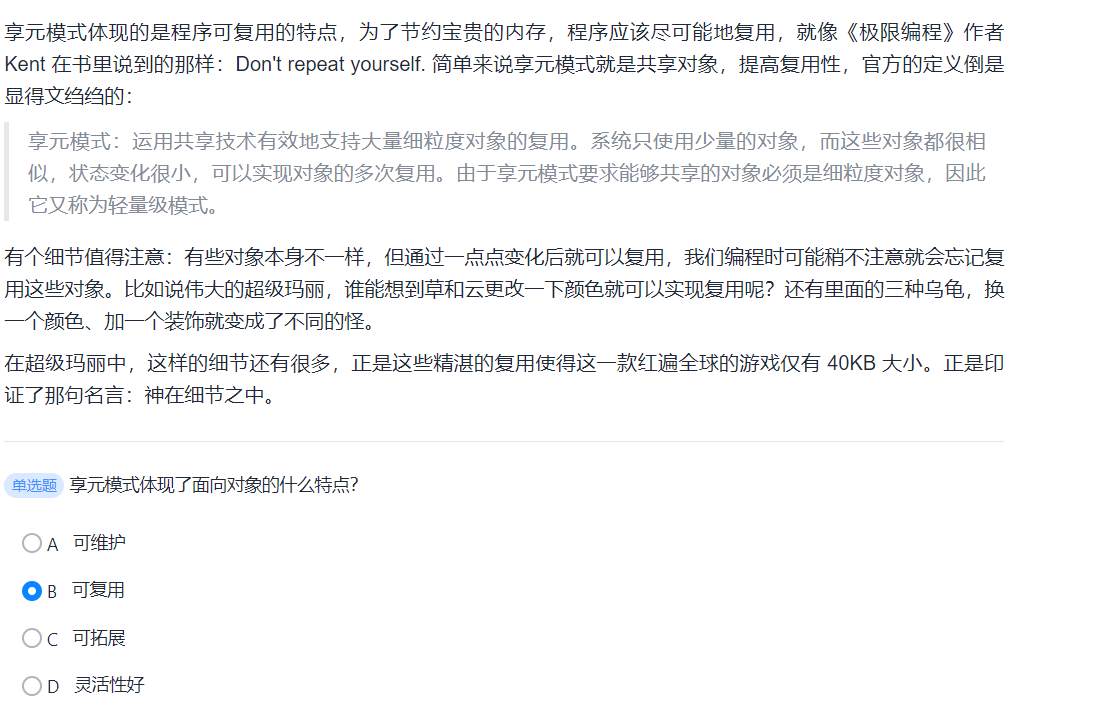 享元模式体现的是程序可复用的特点，为了节约宝贵的内存，程序应该尽可能地复用，就像《极限编程》作者
Kent 在书里说到的那样：Don't repeat yourself. 简单来说享元模式就是共享对象，提高复用性，官方的定义倒是
显得文绉绉的：
享元模式：运用共享技术有效地支持大量细粒度对象的复用。系统只使用少量的对象，而这些对象都很相
似，状态变化很小，可以实现对象的多次复用。由于享元模式要求能够共享的对象必须是细粒度对象，因此
它又称为轻量级模式。
有个细节值得注意：有些对象本身不一样，但通过一点点变化后就可以复用，我们编程时可能稍不注意就会忘记复
用这些对象。比如说伟大的超级玛丽，谁能想到草和云更改一下颜色就可以实现复用呢？还有里面的三种乌龟，换
一个颜色、加一个装饰就变成了不同的怪。
在超级玛丽中，这样的细节还有很多，正是这些精湛的复用使得这一款红遍全球的游戏仅有 40KB 大小。正是印
证了那句名言：神在细节之中。
单选题 享元模式体现了面向对象的什么特点?
A 可维护
B 可复用
C 可拓展
D 灵活性好